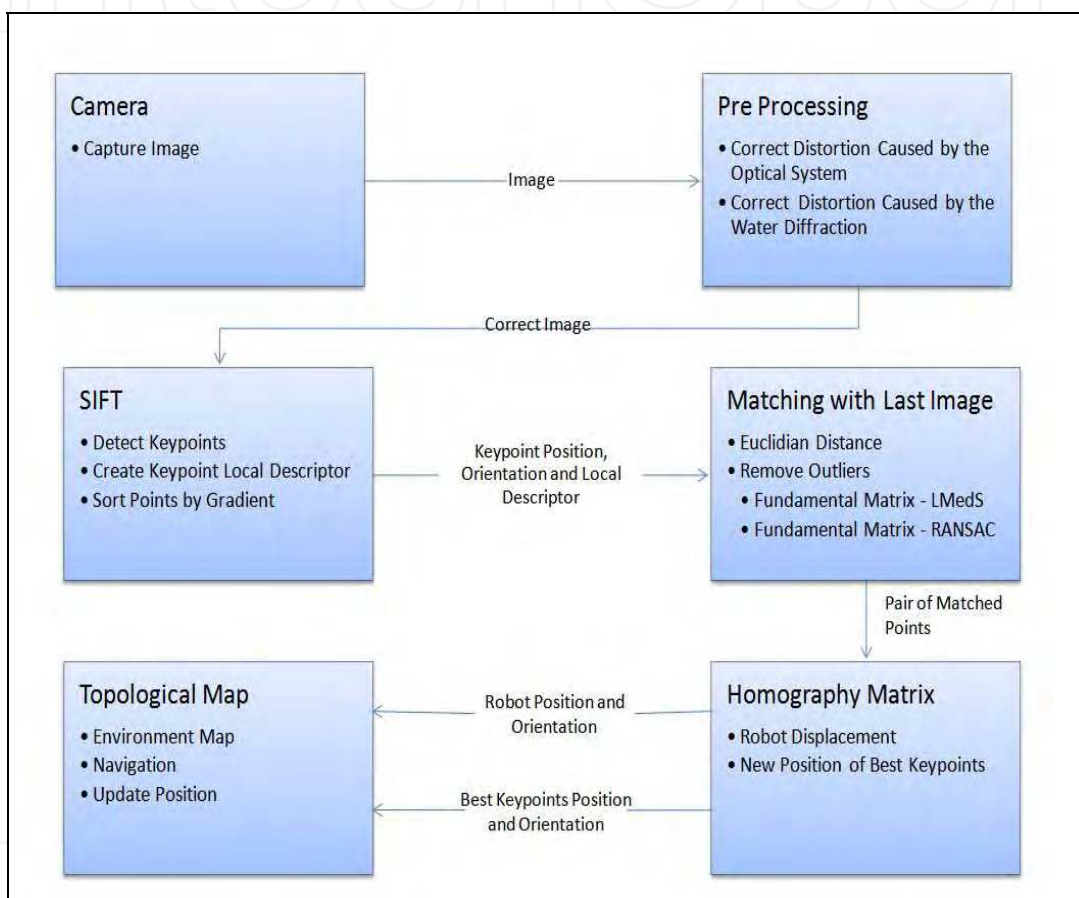 Camera
• Capture Image
Image
Pre Processing
• Correct Distortion Caused by the
Optical System
• Correct Distortion Caused by the
Water Diffraction
Correct Image
SIFT
• Detect Keypoints
• Create Keypoint Local Descriptor
• Sort Points by Gradient
Keypoint Position,
Orientation and Local
Descriptor
Matching with Last Image
• Euclidian Distance
• Remove Outliers
• Fundamental Matrix - LMedS
• Fundamental Matrix - RANSAC
Pair of Matched
Points
Homography Matrix
• Robot Displacement
• New Position of Best Keypoints
Robot Position and
Orientation
Best Keypoints Position
and Orientation
Topological Map
• Environment Map
• Navigation
• Update Position